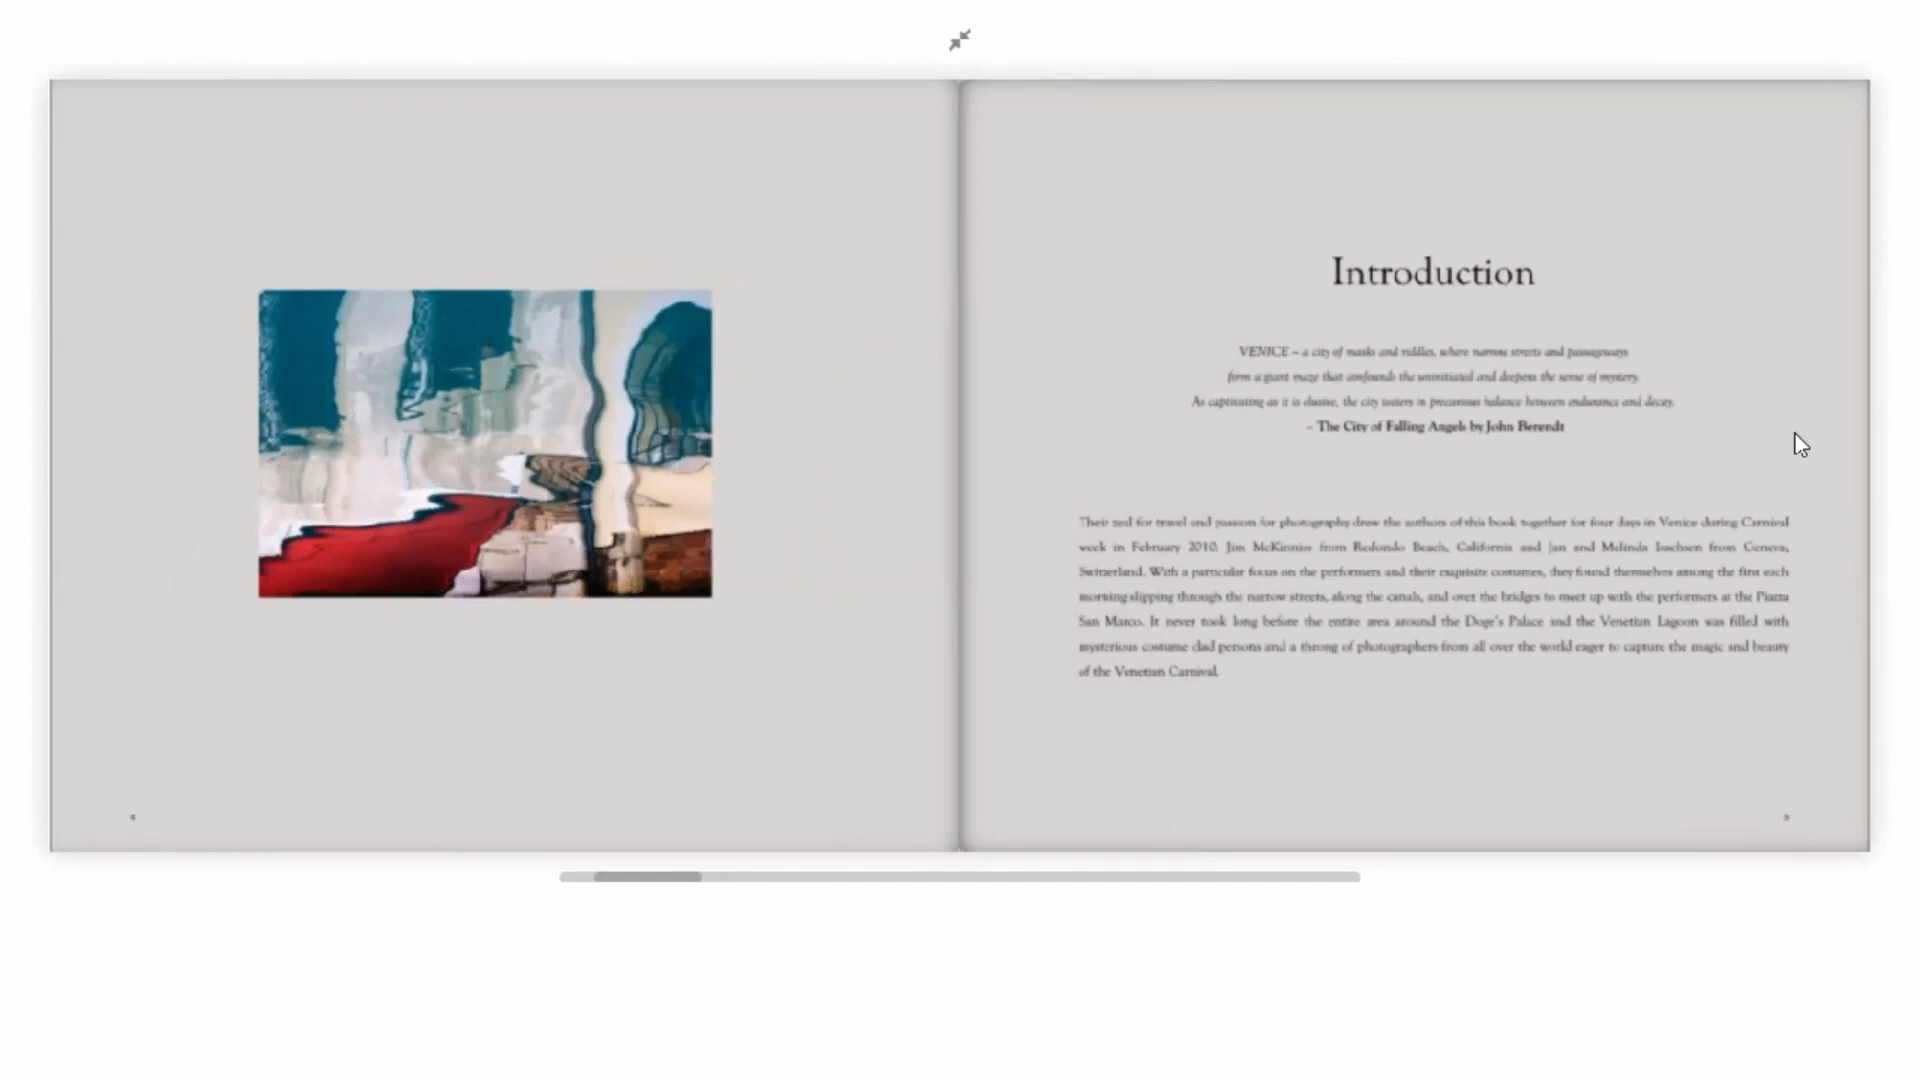 Introduction
VENICE – a city of masks and riddles, where narrow streets and passageways
form a giant maze that confounds the uninitiated and deepens the sense of mystery.
As captivating as it is elusive, the city teeters in precarious balance between endurance and decay.
– The City of Falling Angels by John Berendt
Their zeal for travel and passion for photography drew the authors of this book together for four days in Venice during Carnival
week in February 2010. Jim McKinniss from Redondo Beach, California and Jan and Melinda Isachsen from Geneva,
Switzerland. With a particular focus on the performers and their exquisite costumes, they found themselves among the first each
morning slipping through the narrow streets, along the canals, and over the bridges to meet up with the performers at the Piazza
San Marco. It never took long before the entire area around the Doge's Palace and the Venetian Lagoon was filled with
mysterious costume clad persons and a throng of photographers from all over the world eager to capture the magic and beauty
of the Venetian Carnival.